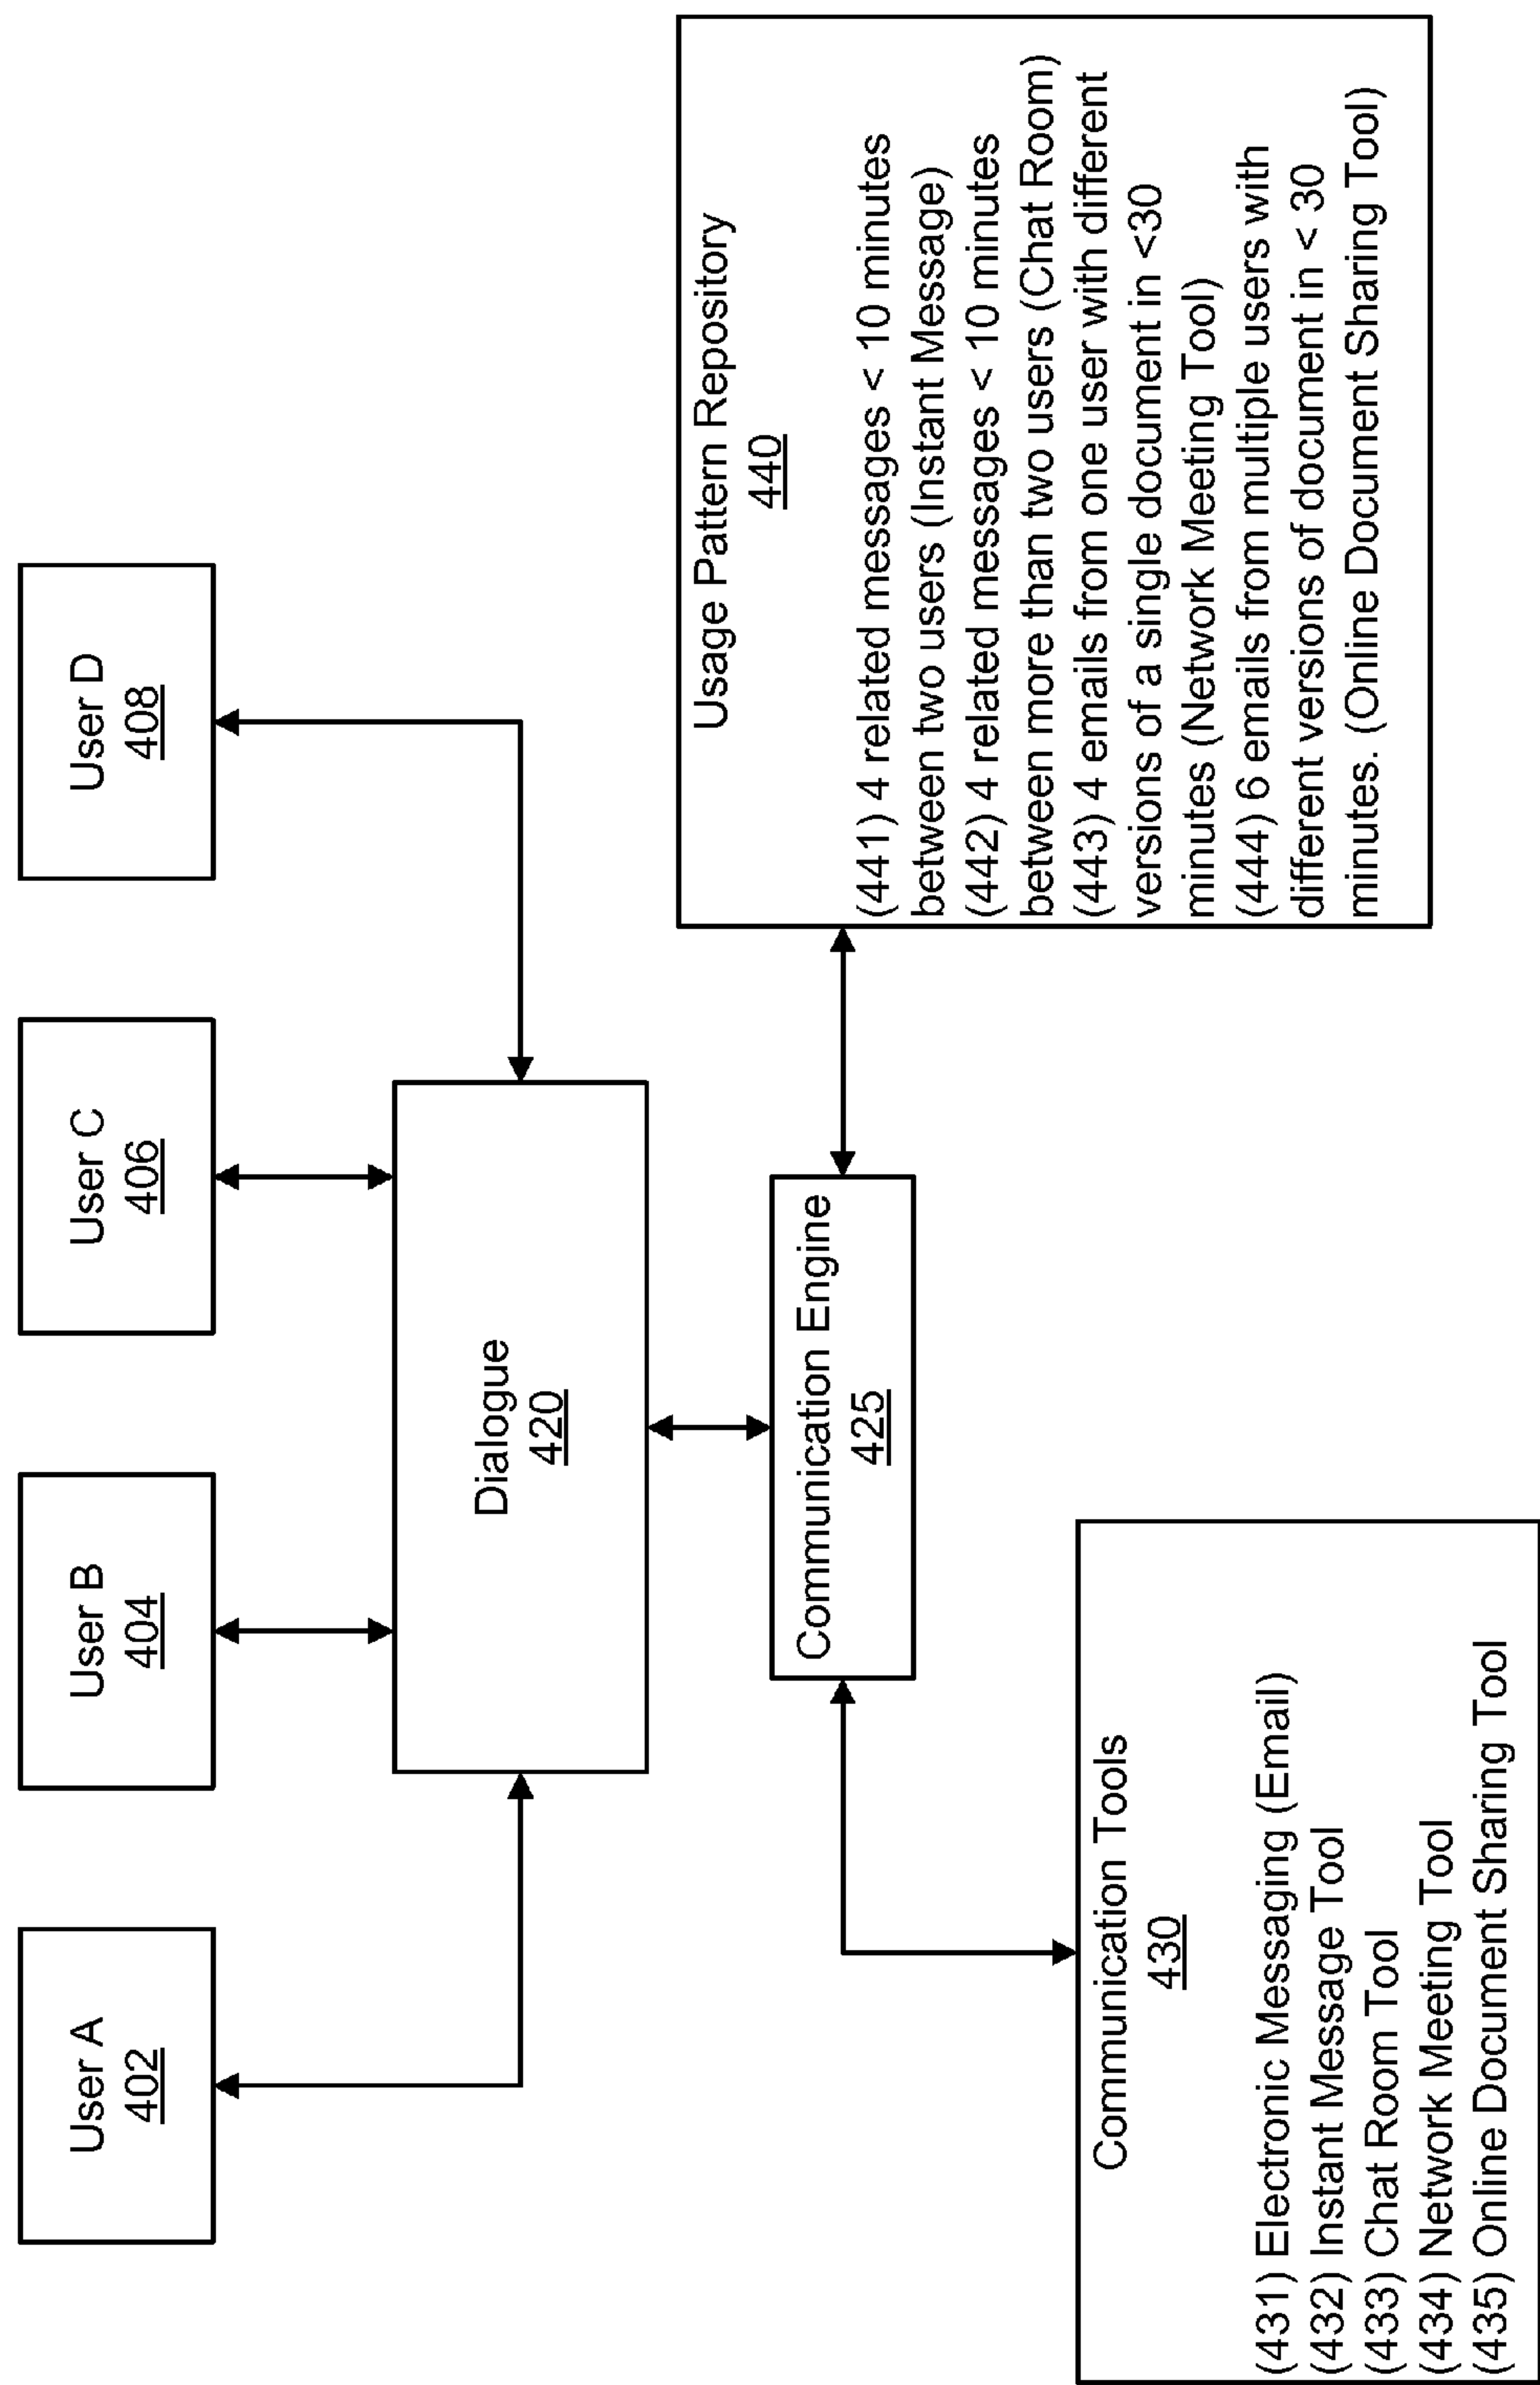 User A
402
User B
404
User C
406
User D
408
Dialogue
420
Communication Engine
425
Communication Tools
430
(431) Electronic Messaging (Email)
(432) Instant Message Tool
(433) Chat Room Tool
(434) Network Meeting Tool
(435) Online Document Sharing Tool
Usage Pattern Repository
440
(441) 4 related messages < 10 minutes
between two users (Instant Message)
(442) 4 related messages < 10 minutes
between more than two users (Chat Room)
(443) 4 emails from one user with different
versions of a single document in <30
minutes (Network Meeting Tool)
(444) 6 emails from multiple users with
different versions of document in < 30
minutes. (Online Document Sharing Tool)